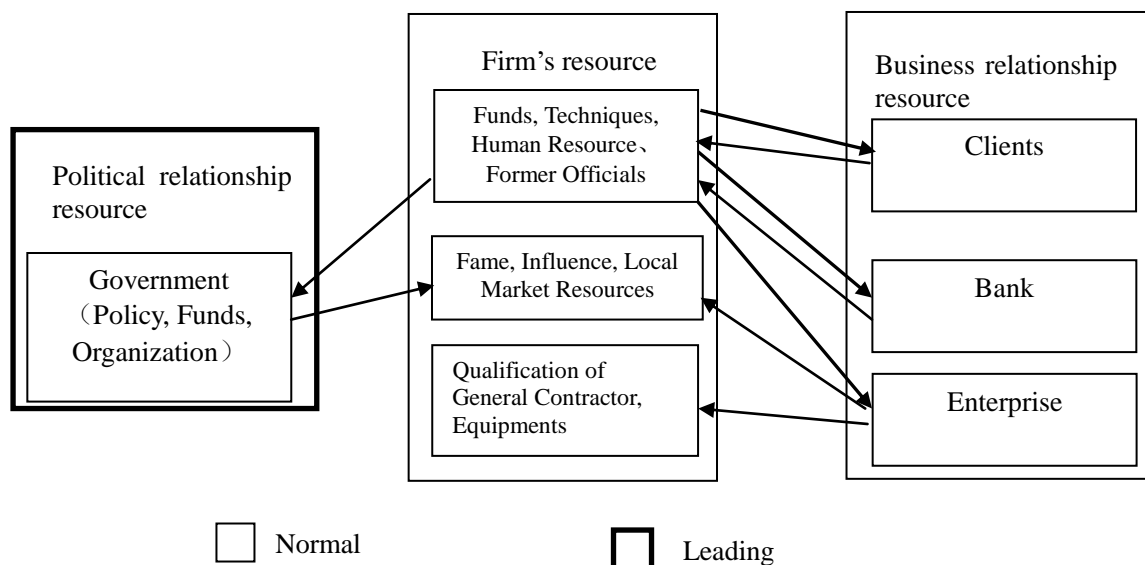 Political relationship
resource
Government
（Policy, Funds,
Organization）
Firm’s resource
Funds, Techniques,
Human Resource、
Former Officials
Fame, Influence, Local
Market Resources
Qualification of
General Contractor,
Equipments
Business relationship
resource
Clients
Bank
Enterprise
Normal
Leading